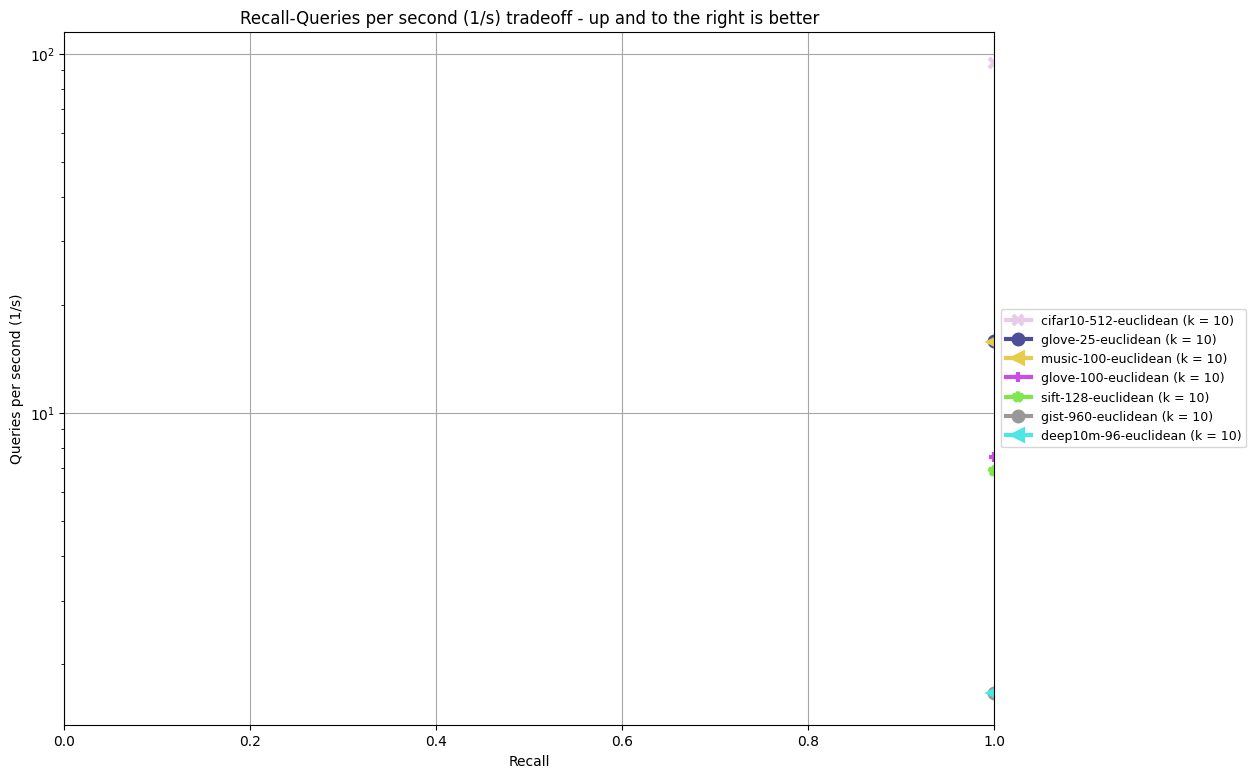 Recall-Queries per second (1/s) tradeoff - up and to the right is better
10²
10¹
Queries per second (1/s)
0.0 0.2 0.4 0.6 0.8 1.0
Recall
cifar10-512-euclidean (k = 10)
glove-25-euclidean (k = 10)
music-100-euclidean (k = 10)
glove-100-euclidean (k = 10)
sift-128-euclidean (k = 10)
gist-960-euclidean (k = 10)
deep10m-96-euclidean (k = 10)